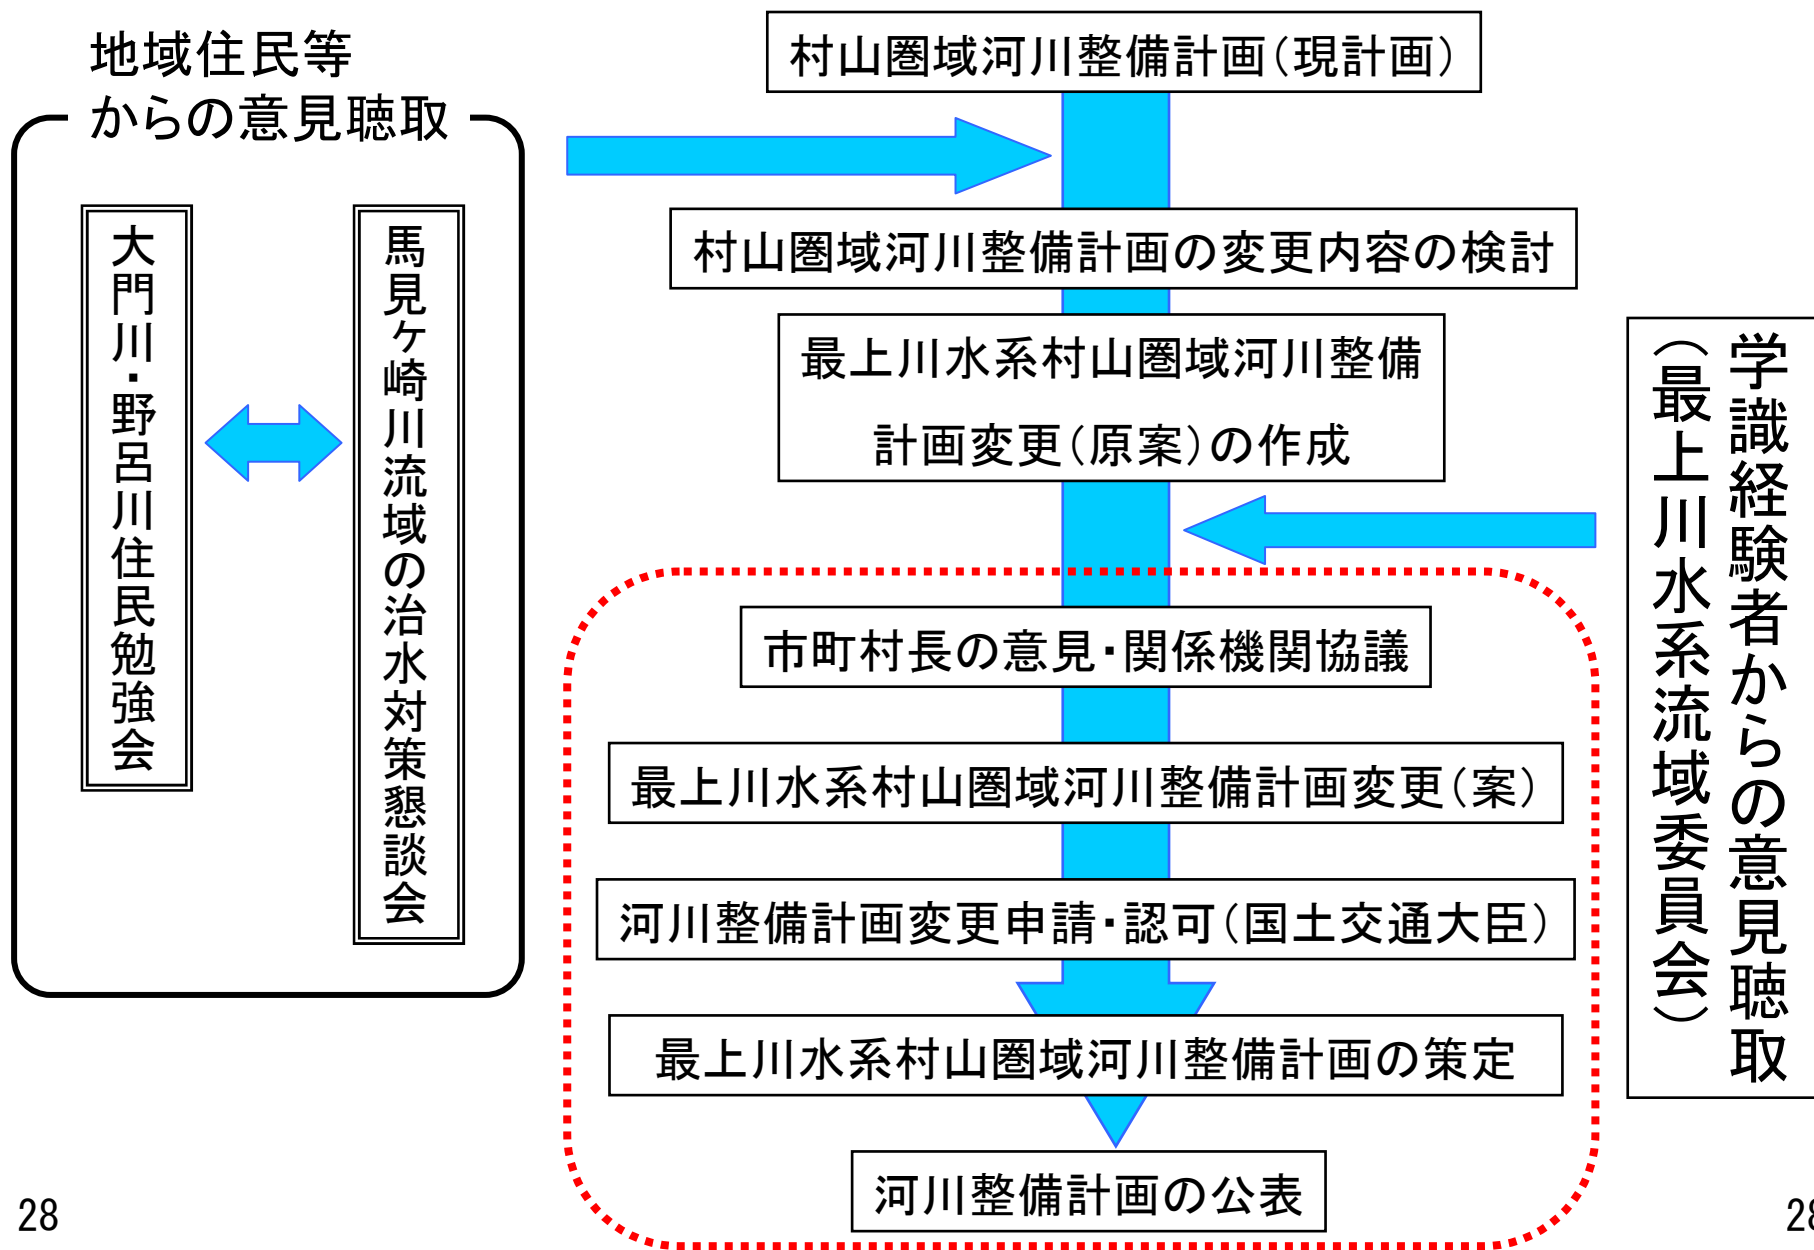 地域住民等
からの意見聴取
大門川・野呂川住民勉強会
馬見ケ崎川流域の治水対策懇談会
村山圏域河川整備計画（現計画）
村山圏域河川整備計画の変更内容の検討
最上川水系村山圏域河川整備
計画変更（原案）の作成
学識経験者からの意見聴取
（最上川水系流域委員会）
市町村長の意見・関係機関協議
最上川水系村山圏域河川整備計画変更（案）
河川整備計画変更申請・認可（国土交通大臣）
最上川水系村山圏域河川整備計画の策定
河川整備計画の公表
28
28